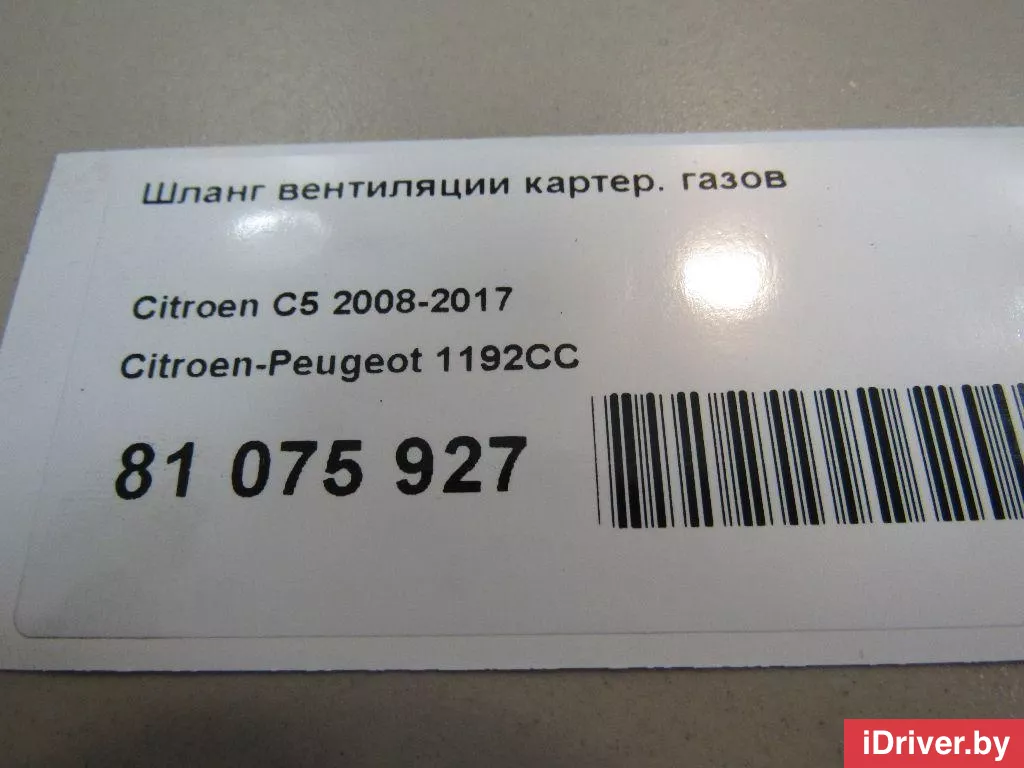 Шланг вентиляции картер. газов
Citroen C5 2008-2017
Citroen-Peugeot 1192CC
81 075 927
iDriver.by